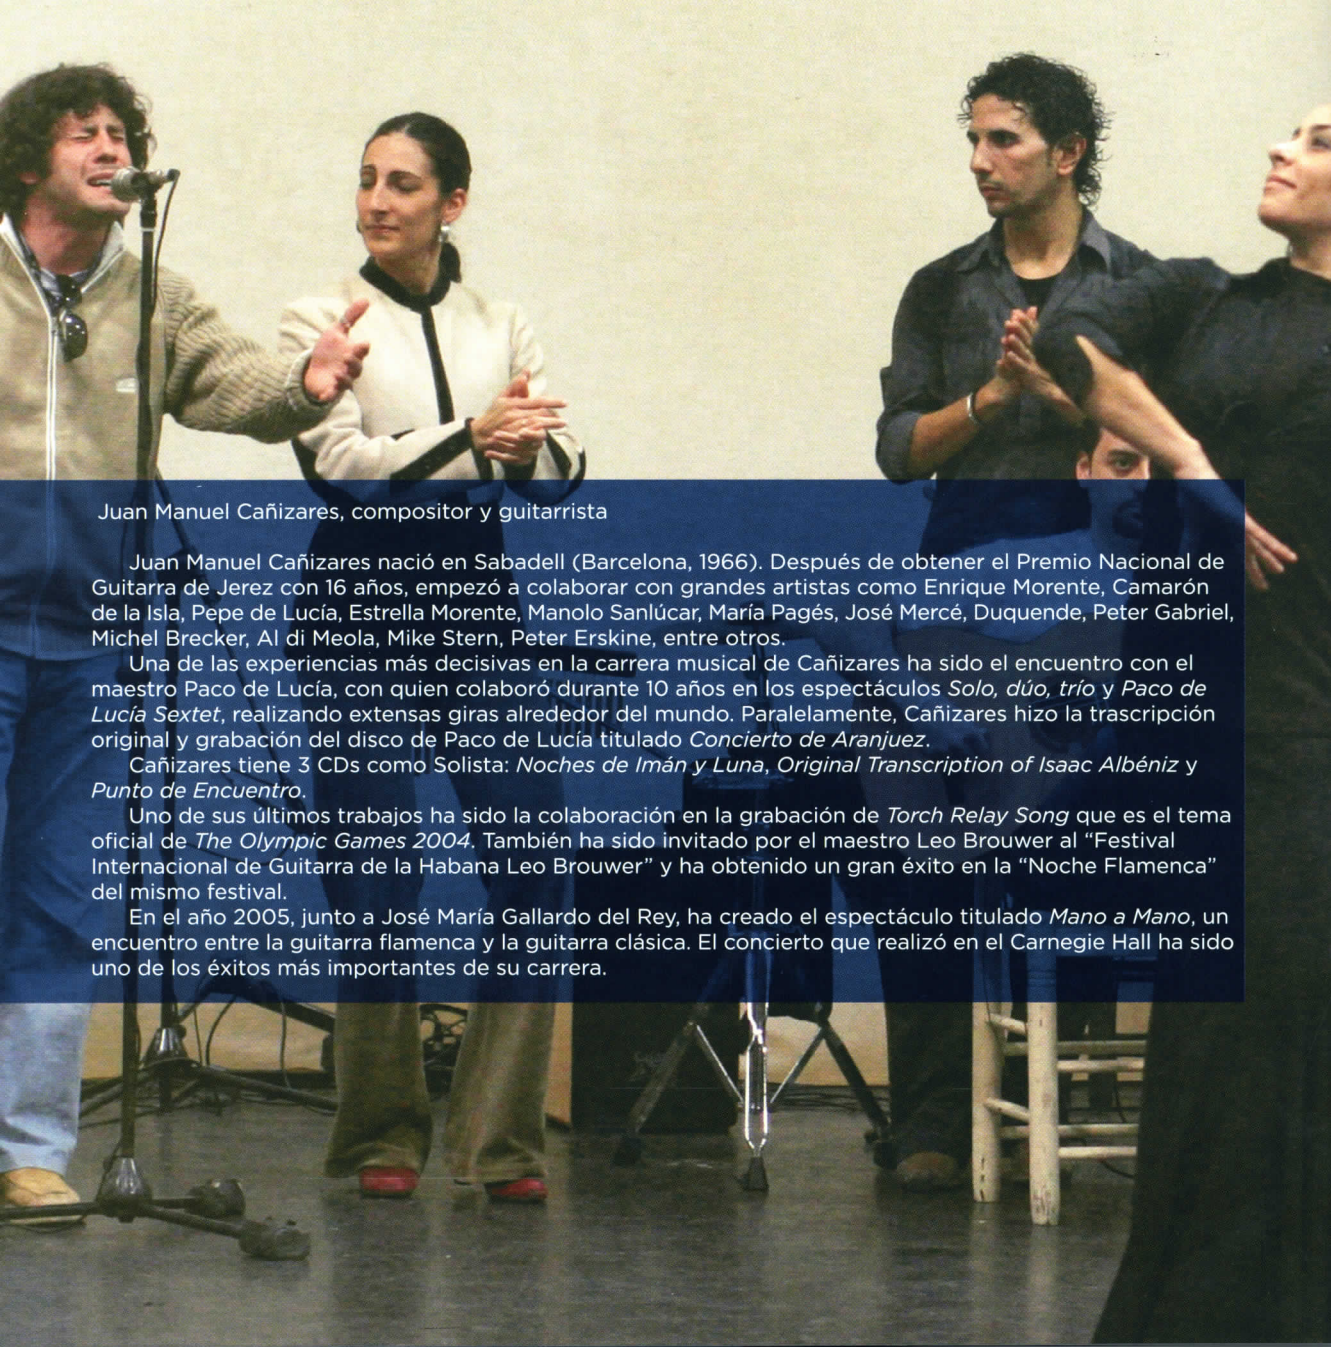 Juan Manuel Cañizares, compositor y guitarrista
Juan Manuel Cañizares nació en Sabadell (Barcelona, 1966). Después de obtener el Premio Nacional de
Guitarra de Jerez con 16 años, empezó a colaborar con grandes artistas como Enrique Morente, Camarón
de la Isla, Pepe de Lucía, Estrella Morente, Manolo Sanlúcar, María Pagés, José Mercé, Duquende, Peter Gabriel,
Michel Brecker, Al di Meola, Mike Stern, Peter Erskine, entre otros.
Una de las experiencias más decisivas en la carrera musical de Cañizares ha sido el encuentro con el
maestro Paco de Lucía, con quien colaboró durante 10 años en los espectáculos Solo, dúo, trío y Paco de
Lucía Sextet, realizando extensas giras alrededor del mundo. Paralelamente, Cañizares hizo la trascripción
original y grabación del disco de Paco de Lucía titulado Concierto de Aranjuez.
Cañizares tiene 3 CDs como Solista: Noches de Imán y Luna, Original Transcription of Isaac Albéniz y
Punto de Encuentro.
Uno de sus últimos trabajos ha sido la colaboración en la grabación de Torch Relay Song que es el tema
oficial de The Olympic Games 2004. También ha sido invitado por el maestro Leo Brouwer al “Festival
Internacional de Guitarra de la Habana Leo Brouwer” y ha obtenido un gran éxito en la “Noche Flamenca”
del mismo festival.
En el año 2005, junto a José María Gallardo del Rey, ha creado el espectáculo titulado Mano a Mano, un
encuentro entre la guitarra flamenca y la guitarra clásica. El concierto que realizó en el Carnegie Hall ha sido
uno de los éxitos más importantes de su carrera.